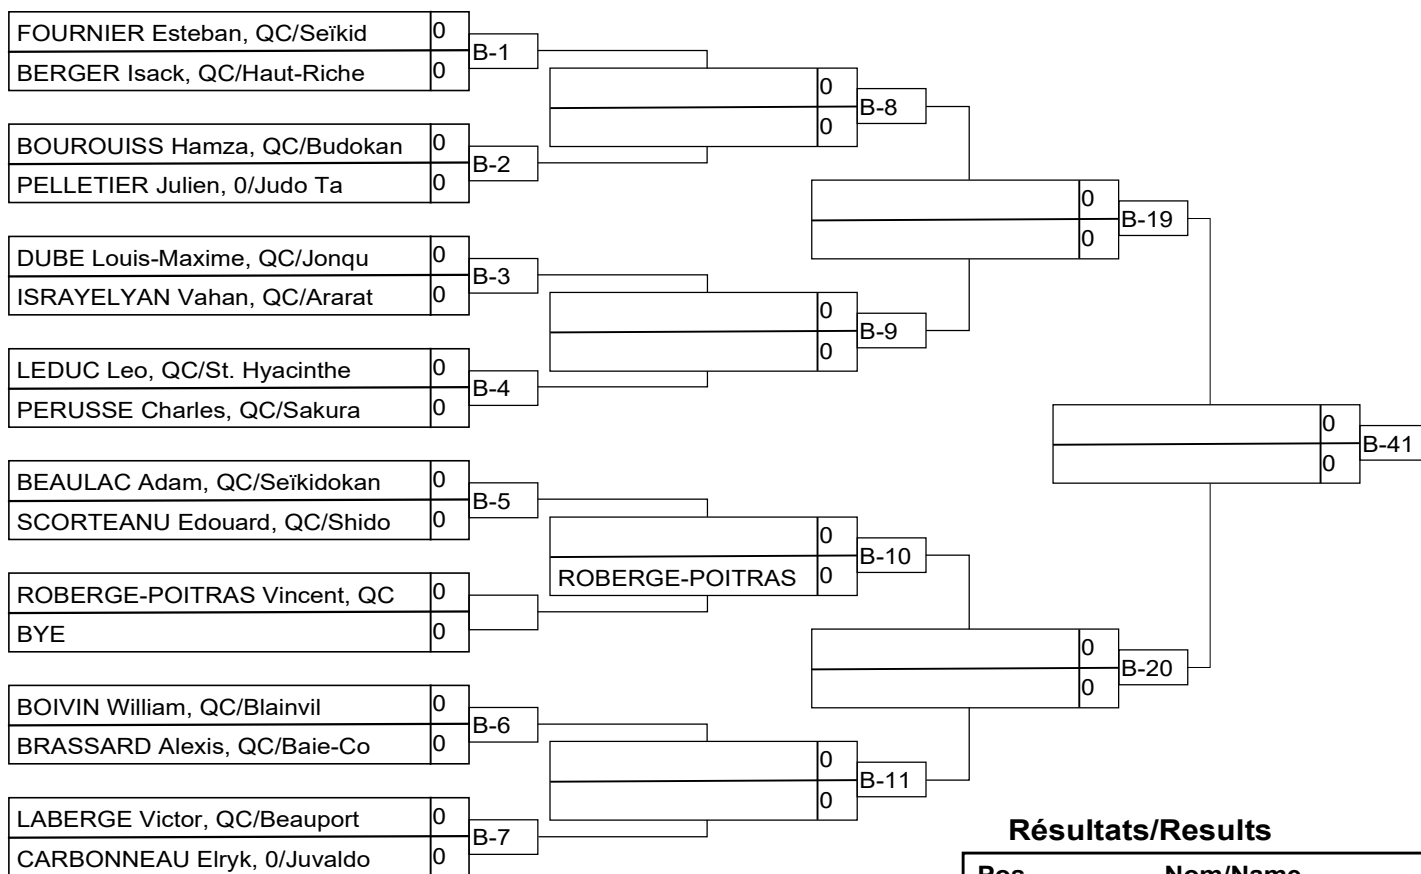 FOURNIER Esteban, QC/Seïkid 0
BERGER Isack, QC/Haut-Riche 0
B-1
0
0
B-8
BOUROUISS Hamza, QC/Budokan 0
PELLETIER Julien, 0/Judo Ta 0
B-2
0
0
B-19
DUBE Louis-Maxime, QC/Jonqu 0
ISRAYELYAN Vahan, QC/Ararat 0
B-3
0
0
B-9
LEDUC Leo, QC/St. Hyacinthe 0
PERUSSE Charles, QC/Sakura 0
B-4
0
0
B-41
BEAULAC Adam, QC/Seïkidokan 0
SCORTEANU Edouard, QC/Shido 0
B-5
0
ROBERGE-POITRAS 0
B-10
ROBERGE-POITRAS Vincent, QC 0
BYE 0
0
0
B-20
BOIVIN William, QC/Blainvil 0
BRASSARD Alexis, QC/Baie-Co 0
B-6
0
0
B-11
LABERGE Victor, QC/Beauport 0
CARBONNEAU Elryk, 0/Juvaldo 0
B-7
Résultats/Results
Pos Nom/Name